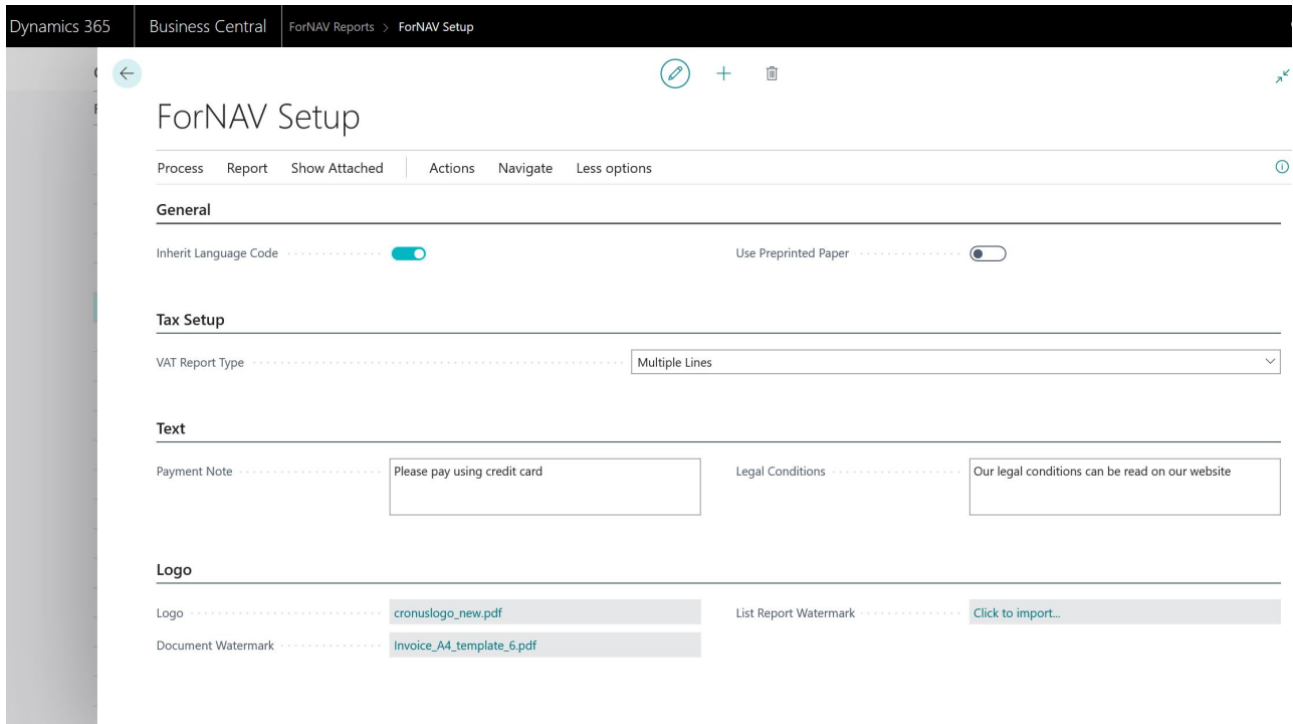 Dynamics 365 Business Central ForNAV Reports > ForNAV Setup
ForNAV Setup
Process Report Show Attached Actions Navigate Less options
General
Inherit Language Code Use Preprinted Paper
Tax Setup
VAT Report Type Multiple Lines
Text
Payment Note Please pay using credit card Legal Conditions Our legal conditions can be read on our website
Logo
Logo cronuslogo_new.pdf List Report Watermark Click to import...
Document Watermark Invoice_A4_template_6.pdf